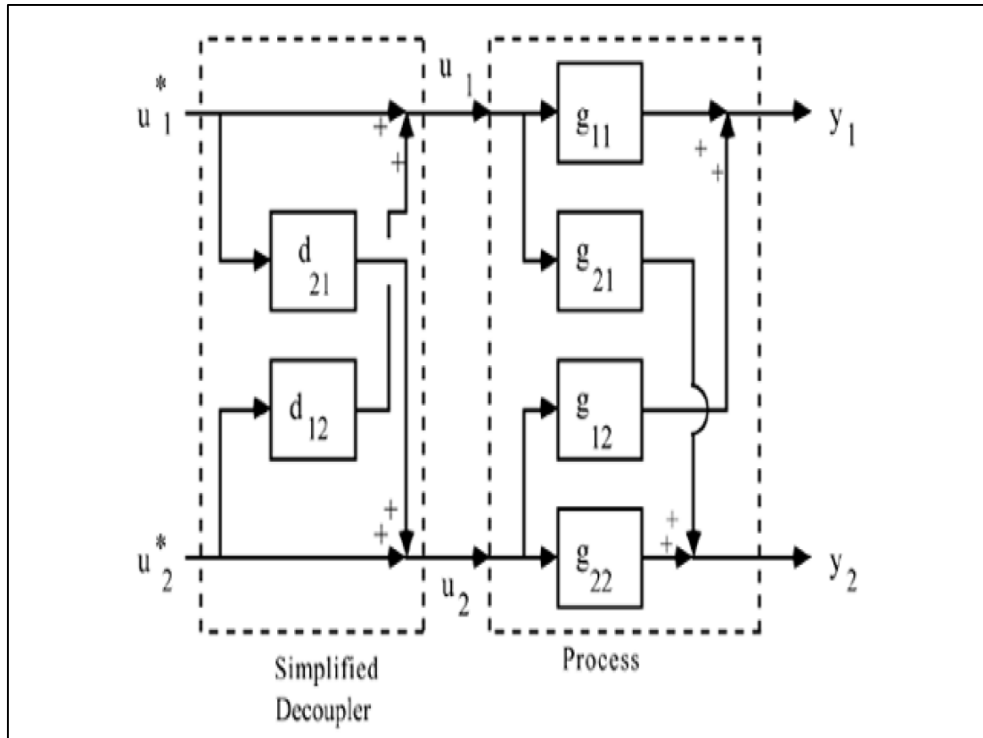 u*1
u1
g11
y1
+
+
+
+
d21
g21
d12
g12
+
+
+
+
u*2
u2
g22
y2
Simplified
Decoupler
Process